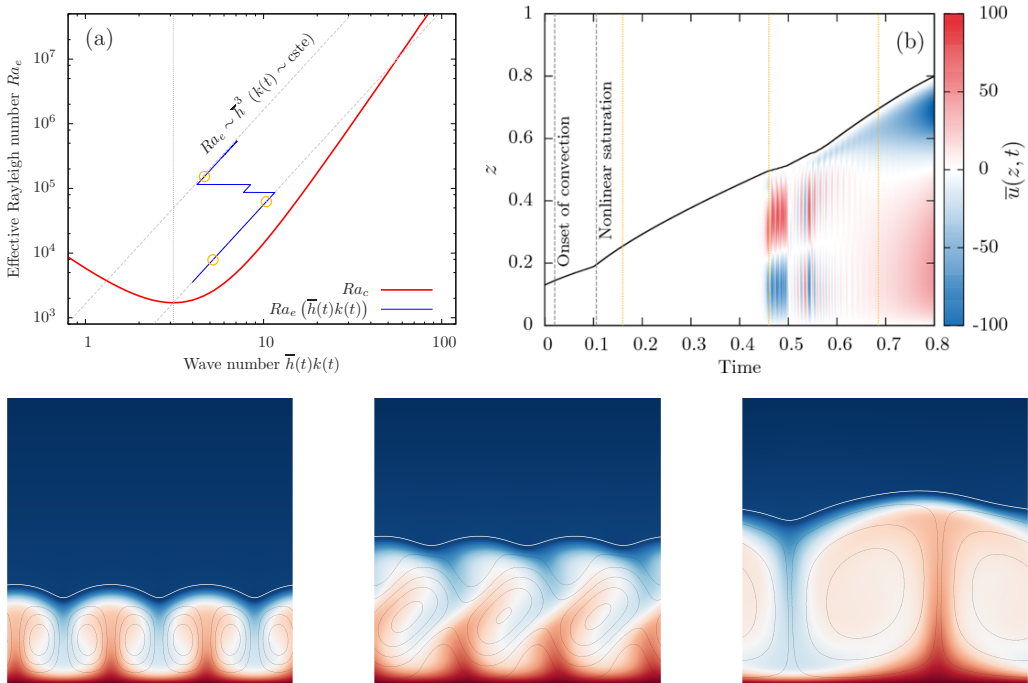 (a)
Effective Rayleigh number Ra_e
10^7
10^6
10^5
10^4
10^3
Ra_e ∼ h̅^3 (k(t) ∼ cste)
Ra_c
Ra_e (h̅(t)k(t))
1
10
100
Wave number h̅(t)k(t)
(b)
z
1
0.8
0.6
0.4
0.2
0
Onset of convection
Nonlinear saturation
0
0.1
0.2
0.3
0.4
0.5
0.6
0.7
0.8
Time
100
50
0
-50
-100
u̅(z, t)